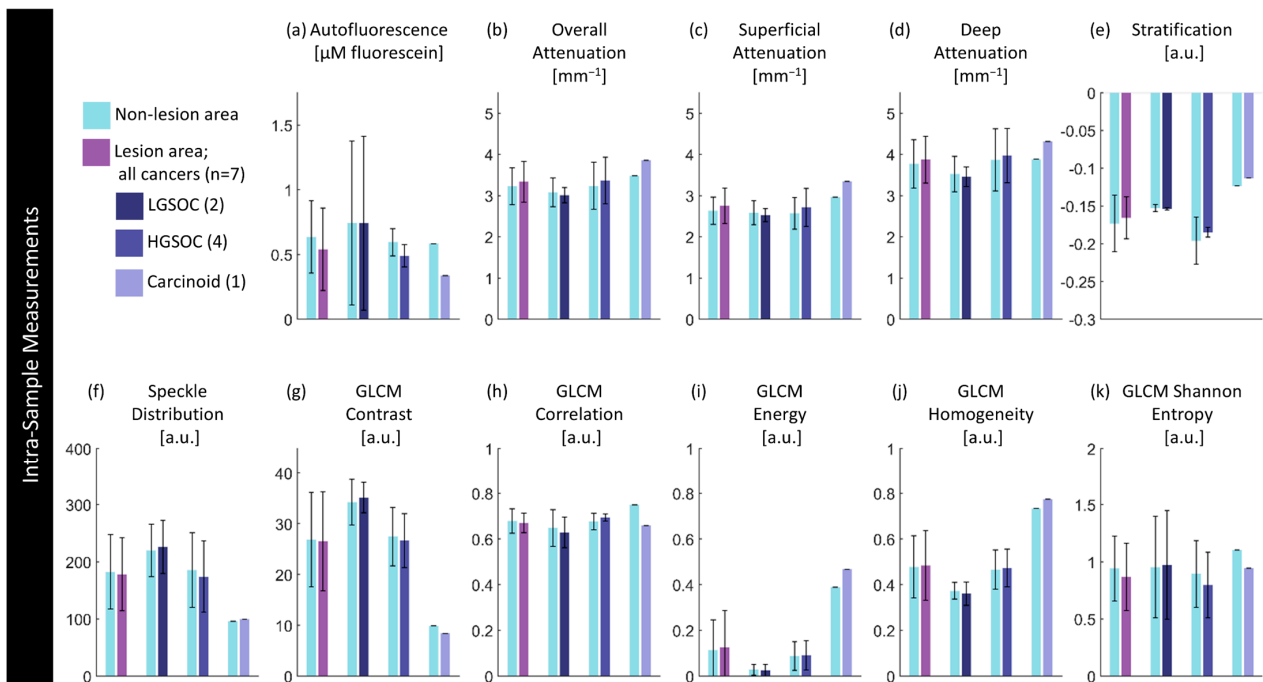 Intra-Sample Measurements
Non-lesion area
Lesion area;
all cancers (n=7)
LGSOC (2)
HGSOC (4)
Carcinoid (1)
(a) Autofluorescence
[µM fluorescein]
1.5
1
0.5
0
(b) Overall
Attenuation
[mm⁻¹]
5
4
3
2
1
0
(c) Superficial
Attenuation
[mm⁻¹]
5
4
3
2
1
0
(d) Deep
Attenuation
[mm⁻¹]
5
4
3
2
1
0
(e) Stratification
[a.u.]
0
-0.05
-0.1
-0.15
-0.2
-0.25
-0.3
(f) Speckle
Distribution
[a.u.]
400
300
200
100
0
(g) GLCM
Contrast
[a.u.]
40
30
20
10
0
(h) GLCM
Correlation
[a.u.]
1
0.8
0.6
0.4
0.2
0
(i) GLCM
Energy
[a.u.]
1
0.8
0.6
0.4
0.2
0
(j) GLCM
Homogeneity
[a.u.]
1
0.8
0.6
0.4
0.2
0
(k) GLCM Shannon
Entropy
[a.u.]
2
1.5
1
0.5
0